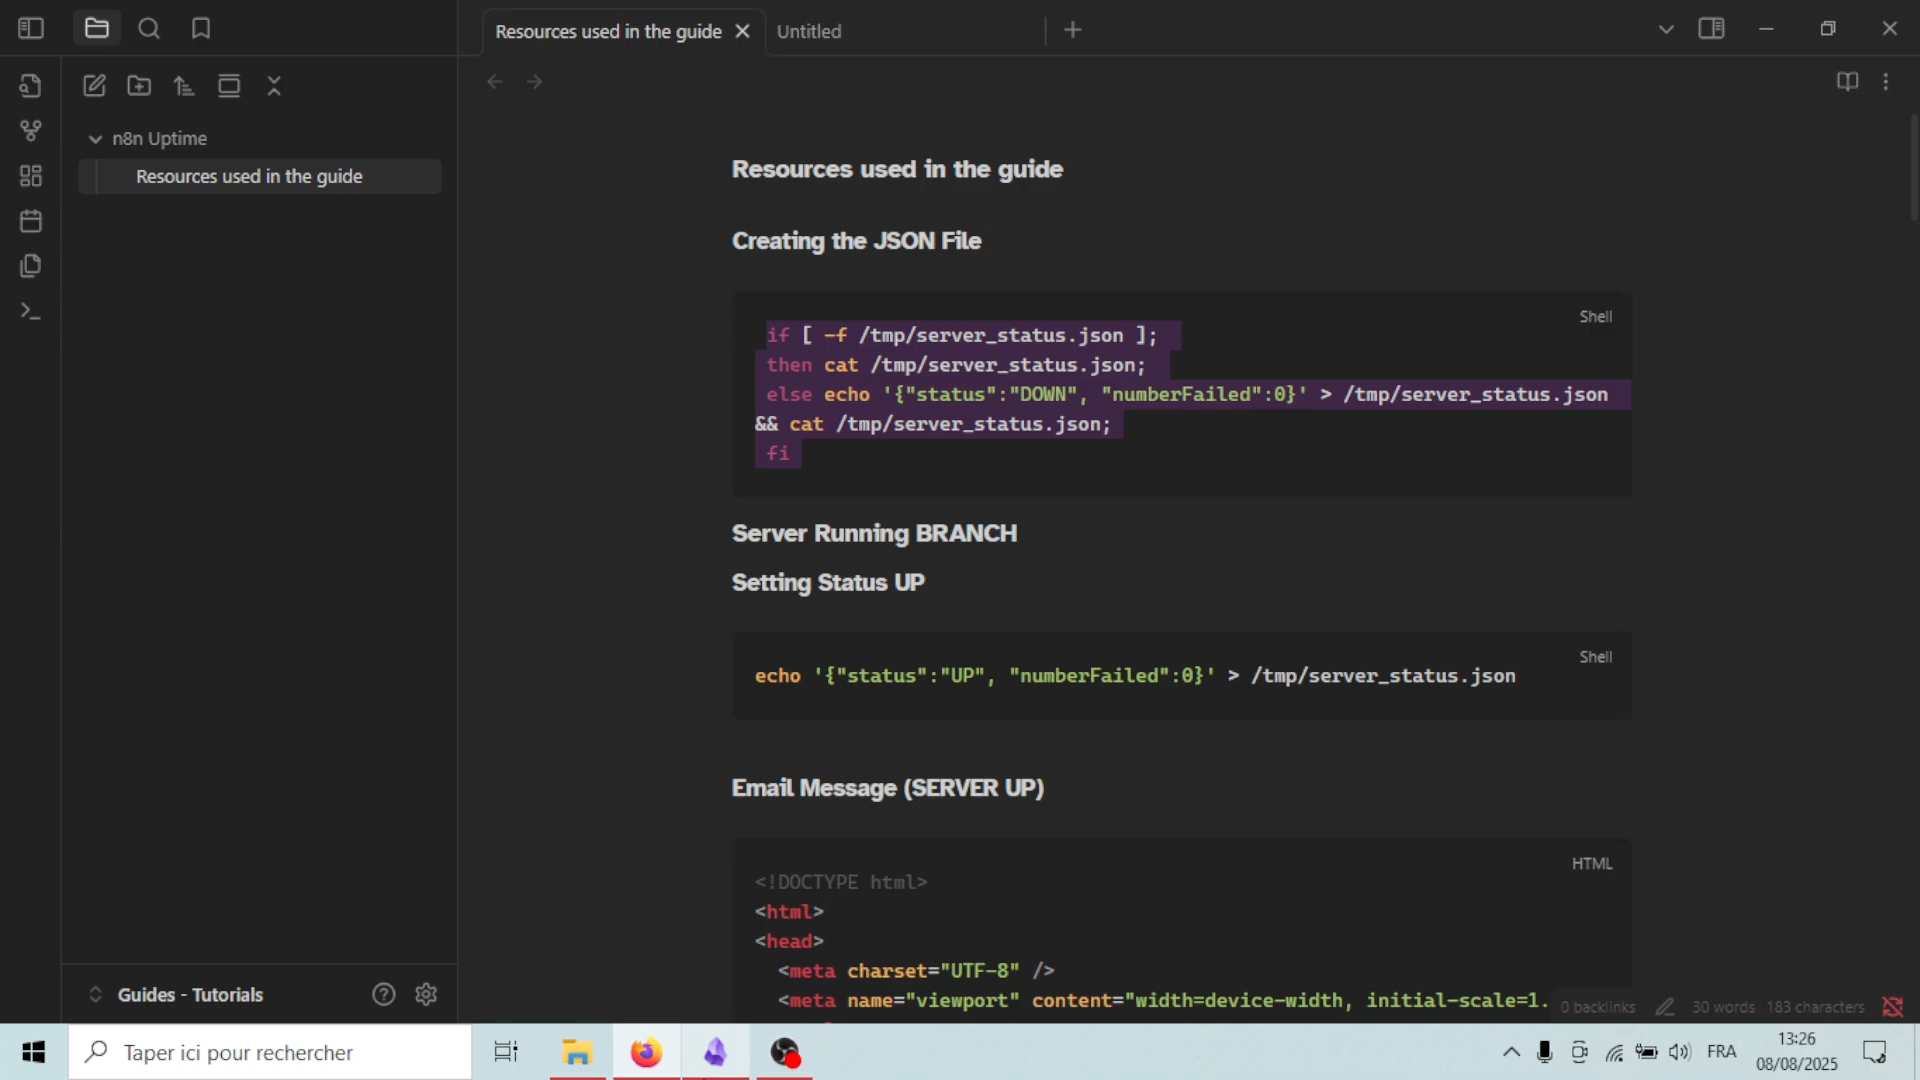 Resources used in the guide
Untitled
n8n Uptime
Resources used in the guide
Resources used in the guide
Creating the JSON File
Shell
if [ -f /tmp/server_status.json ];
then cat /tmp/server_status.json;
else echo '{"status":"DOWN", "numberFailed":0}' > /tmp/server_status.json
&& cat /tmp/server_status.json;
fi
Server Running BRANCH
Setting Status UP
Shell
echo '{"status":"UP", "numberFailed":0}' > /tmp/server_status.json
Email Message (SERVER UP)
HTML
<!DOCTYPE html>
<html>
<head>
<meta charset="UTF-8" />
<meta name="viewport" content="width=device-width, initial-scale=1.
Guides - Tutorials
0 backlinks
30 words
183 characters
Taper ici pour rechercher
FRA
13:26
08/08/2025